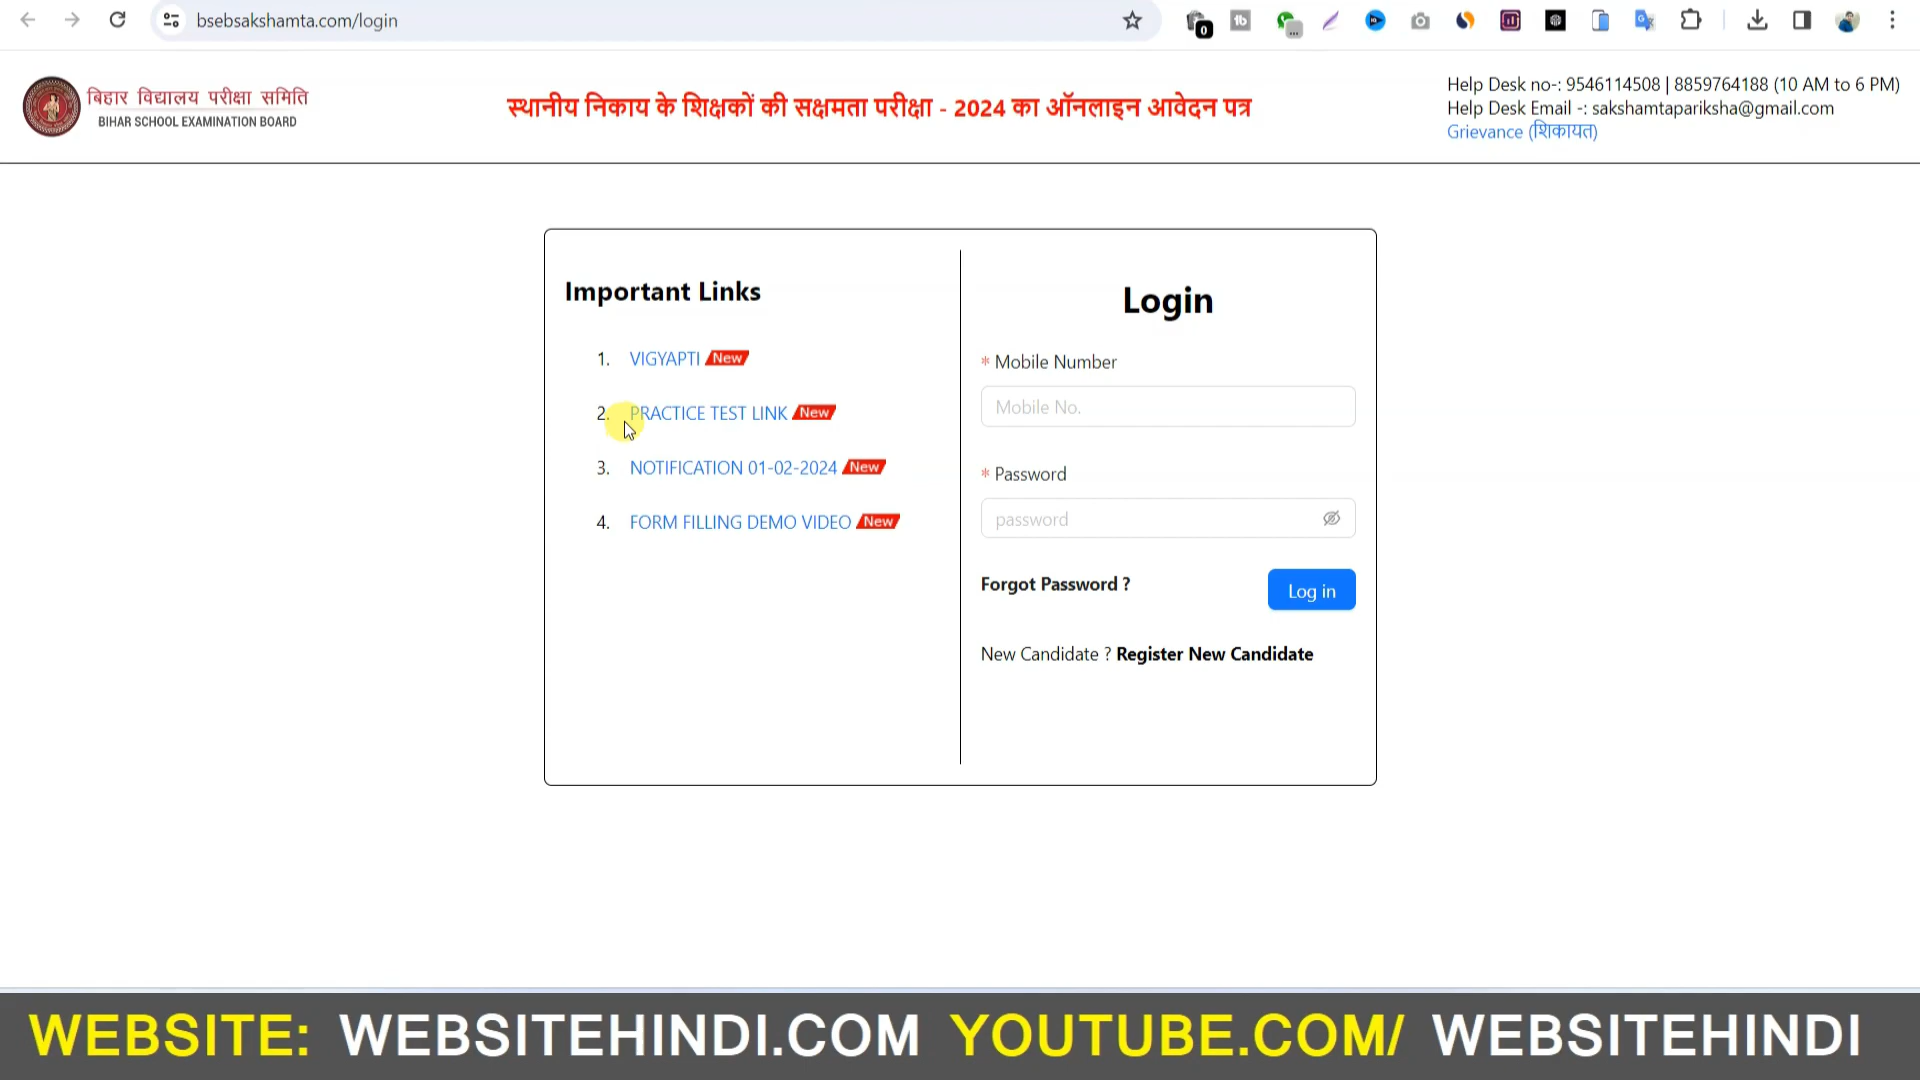 bsebsakshamta.com/login
बिहार विद्यालय परीक्षा समिति
BIHAR SCHOOL EXAMINATION BOARD
स्थानीय निकाय के शिक्षकों की सक्षमता परीक्षा - 2024 का ऑनलाइन आवेदन पत्र
Help Desk no-: 9546114508 | 8859764188 (10 AM to 6 PM)
Help Desk Email -: sakshamtapariksha@gmail.com
Grievance (शिकायत)
Important Links
1. VIGYAPTI New
2. PRACTICE TEST LINK New
3. NOTIFICATION 01-02-2024 New
4. FORM FILLING DEMO VIDEO New
Login
* Mobile Number
Mobile No.
* Password
password
Forgot Password ?
Log in
New Candidate ? Register New Candidate
WEBSITE: WEBSITEHINDI.COM YOUTUBE.COM/ WEBSITEHINDI